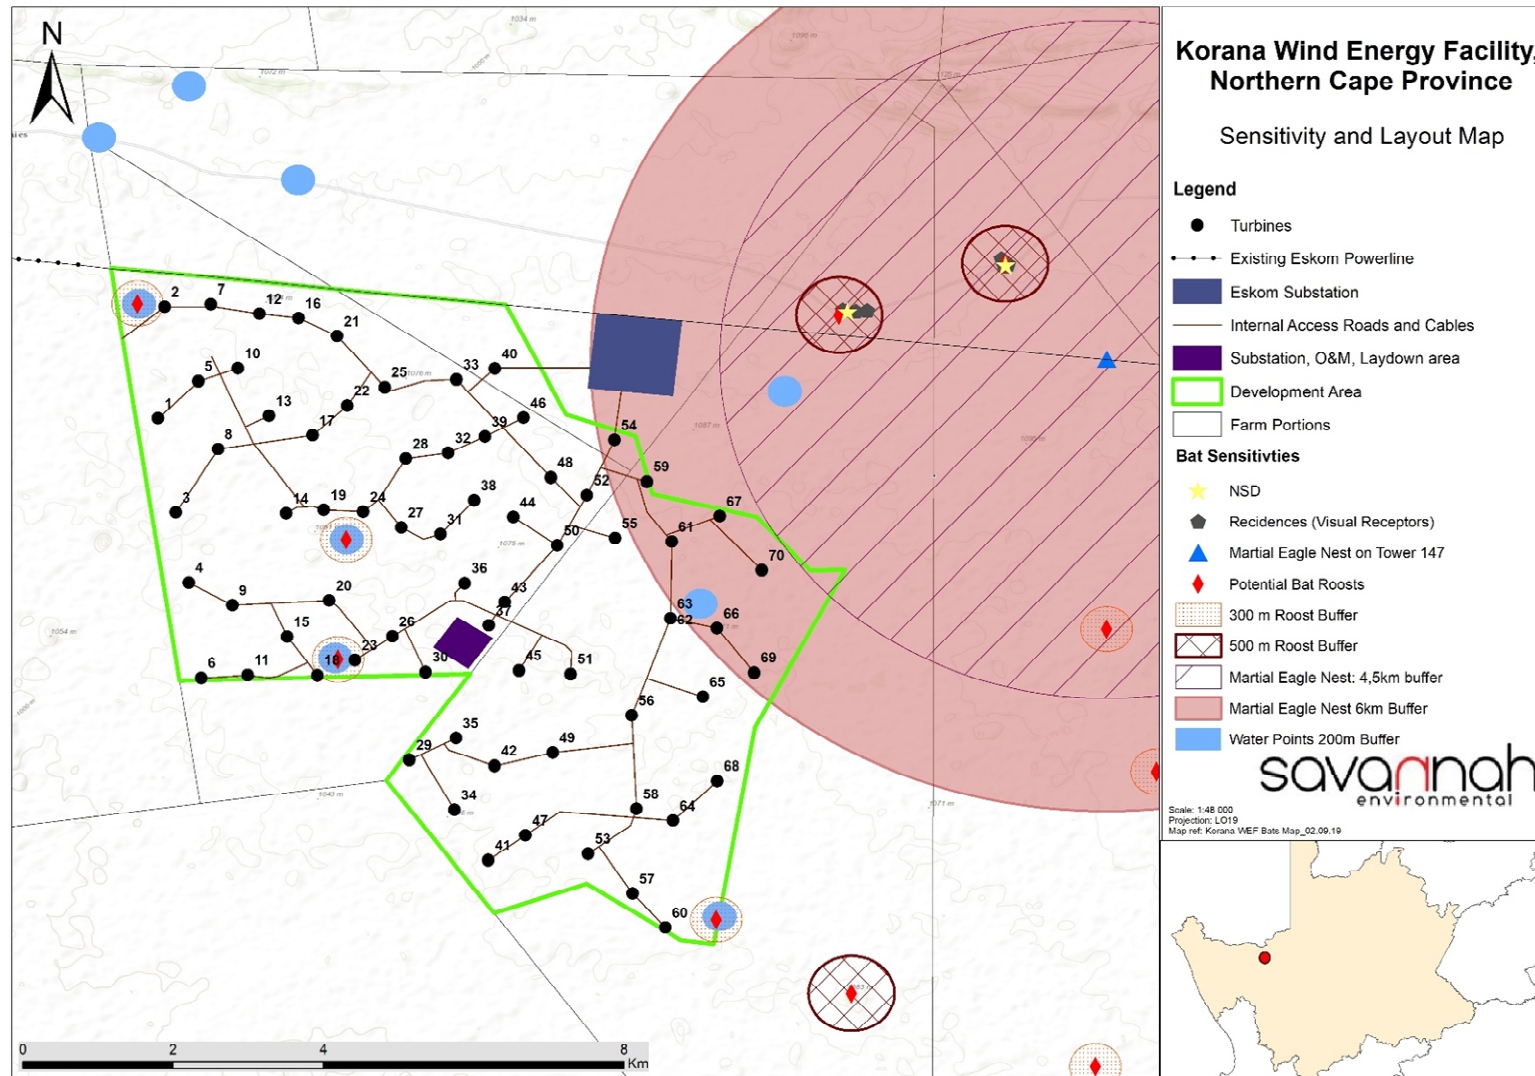 N
1034 m
1072 m
1087 m
1076 m
1075 m
1054 m
1071 m
2
7
12
16
21
10
5
1
13
25
22
33
40
46
17
8
39
32
28
54
59
48
38
52
3
14
19
24
27
31
44
50
55
67
61
70
4
9
20
36
43
37
15
26
23
63
62
66
6
11
18
30
45
51
69
65
56
35
29
42
49
68
34
58
64
47
41
53
57
60
0
2
4
8
Km
Korana Wind Energy Facility,
Northern Cape Province
Sensitivity and Layout Map
Legend
Turbines
Existing Eskom Powerline
Eskom Substation
Internal Access Roads and Cables
Substation, O&M, Laydown area
Development Area
Farm Portions
Bat Sensitivties
NSD
Recidences (Visual Receptors)
Martial Eagle Nest on Tower 147
Potential Bat Roosts
300 m Roost Buffer
500 m Roost Buffer
Martial Eagle Nest: 4,5km buffer
Martial Eagle Nest 6km Buffer
Water Points 200m Buffer
savannah
environmental
Scale: 1:48 000
Projection: LO19
Map ref: Korana WEF Bats Map_02.09.19